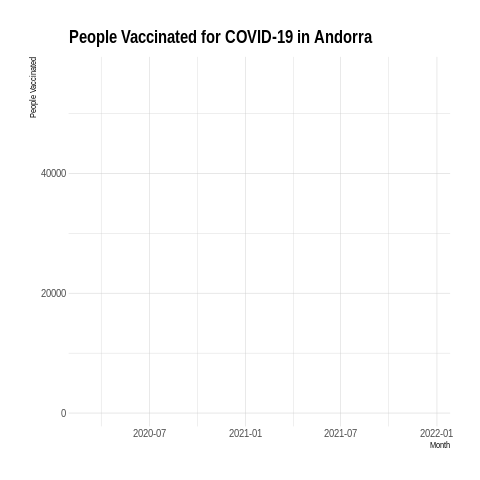 People Vaccinated for COVID-19 in Andorra
People Vaccinated
40000
20000
0
2020-07 2021-01 2021-07 2022-01
Month